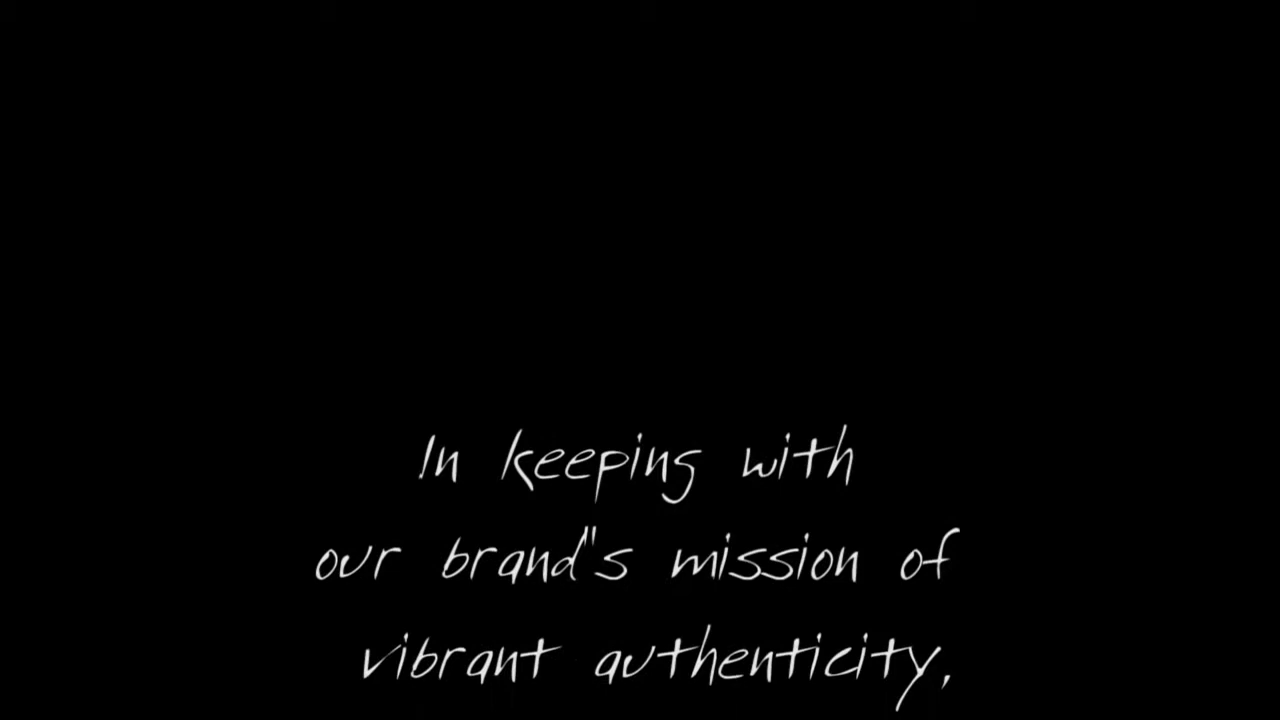 In keeping with
our brand"s mission of
vibrant authenticity,